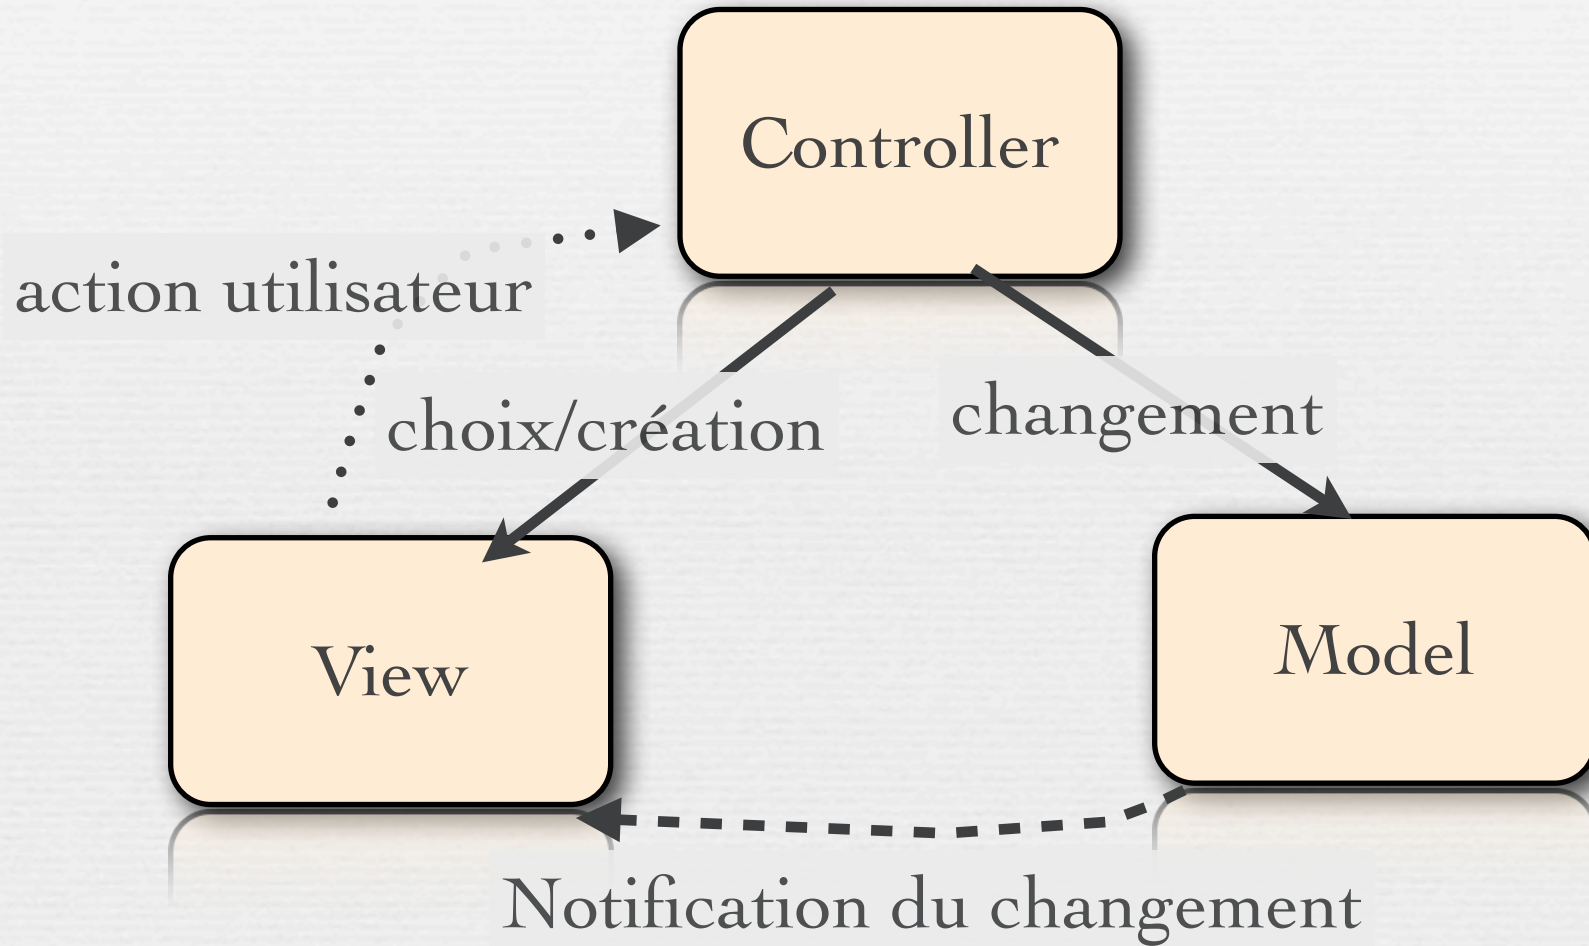 Controller
action utilisateur
choix/création
changement
View
Model
Notification du changement